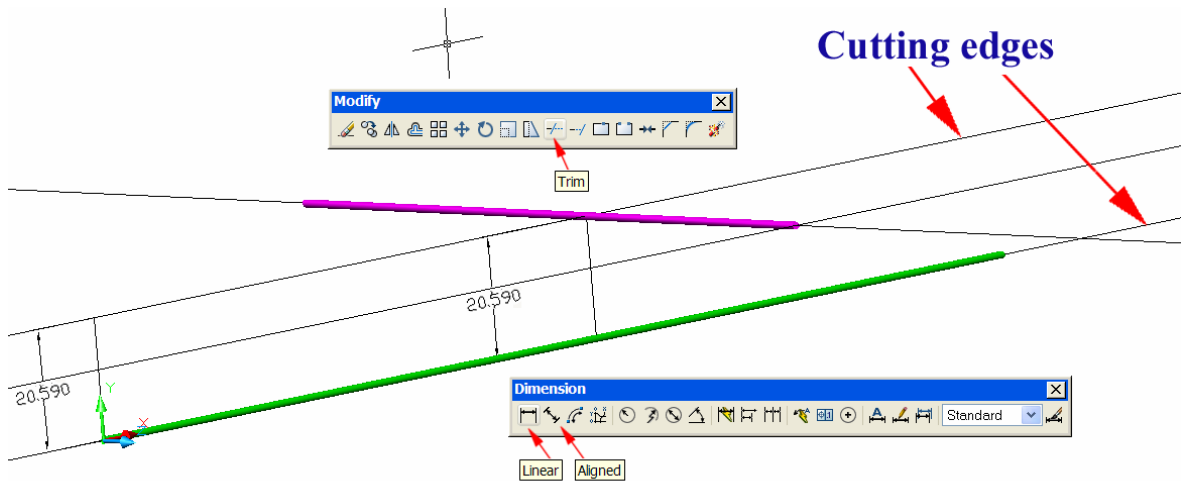 Cutting edges
Modify
Trim
20.590
20.590
Y
X
Dimension
Standard
Linear
Aligned